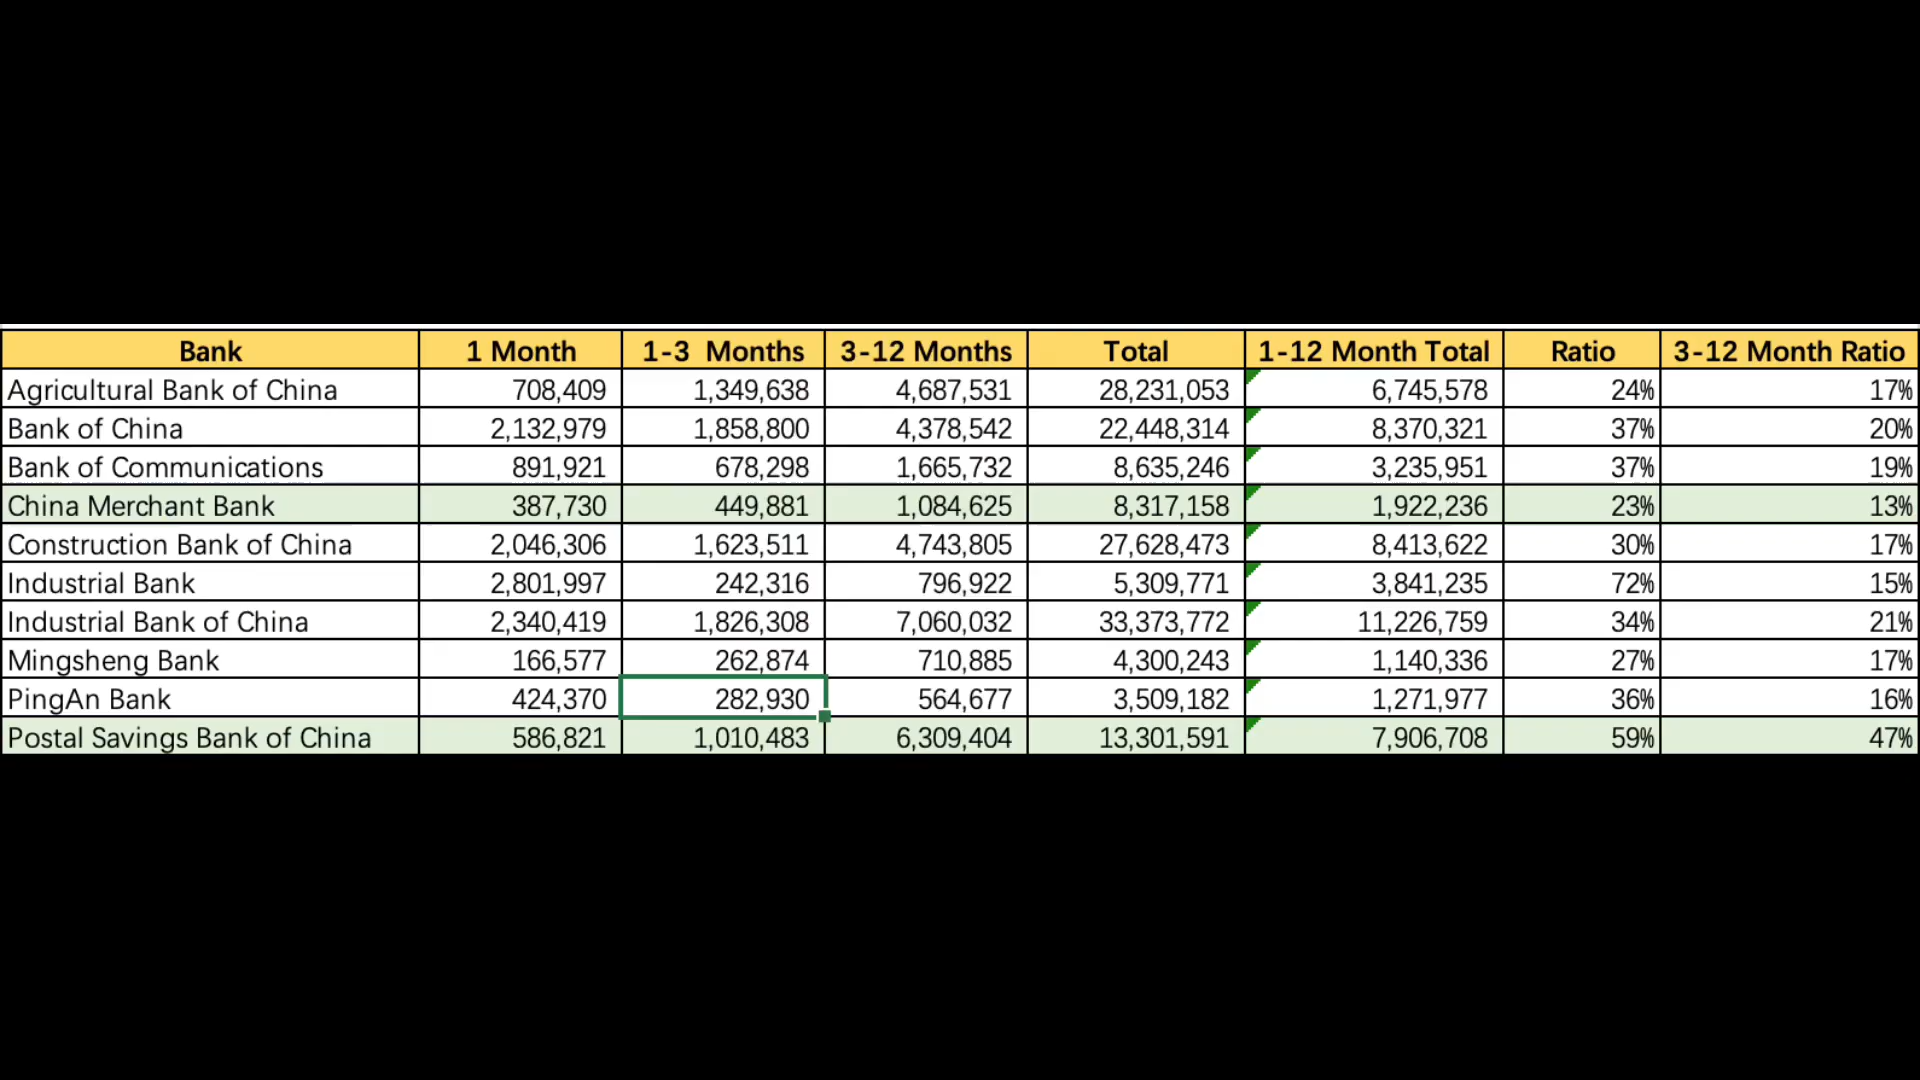 Bank 1 Month 1-3 Months 3-12 Months Total 1-12 Month Total Ratio 3-12 Month Ratio
Agricultural Bank of China 708,409 1,349,638 4,687,531 28,231,053 6,745,578 24% 17%
Bank of China 2,132,979 1,858,800 4,378,542 22,448,314 8,370,321 37% 20%
Bank of Communications 891,921 678,298 1,665,732 8,635,246 3,235,951 37% 19%
China Merchant Bank 387,730 449,881 1,084,625 8,317,158 1,922,236 23% 13%
Construction Bank of China 2,046,306 1,623,511 4,743,805 27,628,473 8,413,622 30% 17%
Industrial Bank 2,801,997 242,316 796,922 5,309,771 3,841,235 72% 15%
Industrial Bank of China 2,340,419 1,826,308 7,060,032 33,373,772 11,226,759 34% 21%
Mingsheng Bank 166,577 262,874 710,885 4,300,243 1,140,336 27% 17%
PingAn Bank 424,370 282,930 564,677 3,509,182 1,271,977 36% 16%
Postal Savings Bank of China 586,821 1,010,483 6,309,404 13,301,591 7,906,708 59% 47%